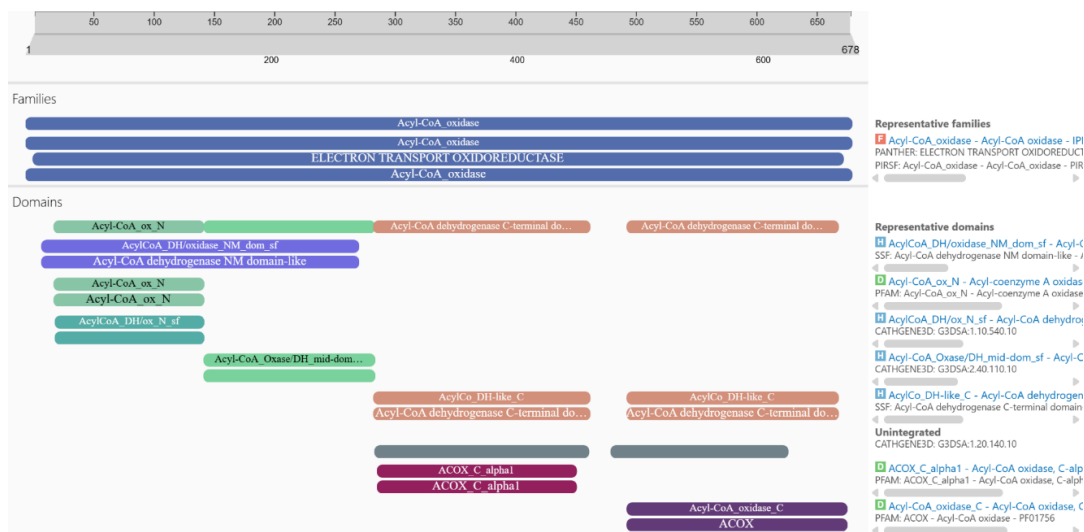 50 100 150 200 250 300 350 400 450 500 550 600 650
1 678
200 400 600
Families
Acyl-CoA_oxidase
Representative families
Acyl-CoA_oxidase
F Acyl-CoA_oxidase - Acyl-CoA oxidase - IP
ELECTRON TRANSPORT OXIDOREDUCTASE
PANTHER: ELECTRON TRANSPORT OXIDOREDUCT
Acyl-CoA_oxidase
PIRSF: Acyl-CoA_oxidase - Acyl-CoA_oxidase - PIR
Domains
Acyl-CoA_ox_N Acyl-CoA dehydrogenase C-terminal do... Acyl-CoA dehydrogenase C-terminal do...
Representative domains
AcylCoA_DH/oxidase_NM_dom_sf
H AcylCoA_DH/oxidase_NM_dom_sf - Acyl-C
Acyl-CoA dehydrogenase NM domain-like
SSF: Acyl-CoA dehydrogenase NM domain-like - A
Acyl-CoA_ox_N
D Acyl-CoA_ox_N - Acyl-coenzyme A oxidas
Acyl-CoA_ox_N
PFAM: Acyl-CoA_ox_N - Acyl-coenzyme A oxidase
AcylCoA_DH/ox_N_sf
H AcylCoA_DH/ox_N_sf - Acyl-CoA dehydrog
CATHGENE3D: G3DSA:1.10.540.10
Acyl-CoA_Oxase/DH_mid-dom...
H Acyl-CoA_Oxase/DH_mid-dom_sf - Acyl-C
CATHGENE3D: G3DSA:2.40.110.10
AcylCo_DH-like_C AcylCo_DH-like_C
H AcylCo_DH-like_C - Acyl-CoA dehydrogen
Acyl-CoA dehydrogenase C-terminal do... Acyl-CoA dehydrogenase C-terminal do...
SSF: Acyl-CoA dehydrogenase C-terminal domain
Unintegrated
CATHGENE3D: G3DSA:1.20.140.10
ACOX_C_alpha1
D ACOX_C_alpha1 - Acyl-CoA oxidase, C-alp
ACOX_C_alpha1
PFAM: ACOX_C_alpha1 - Acyl-CoA oxidase, C-alph
Acyl-CoA_oxidase_C
D Acyl-CoA_oxidase_C - Acyl-CoA oxidase, C
ACOX
PFAM: ACOX - Acyl-CoA oxidase - PF01756